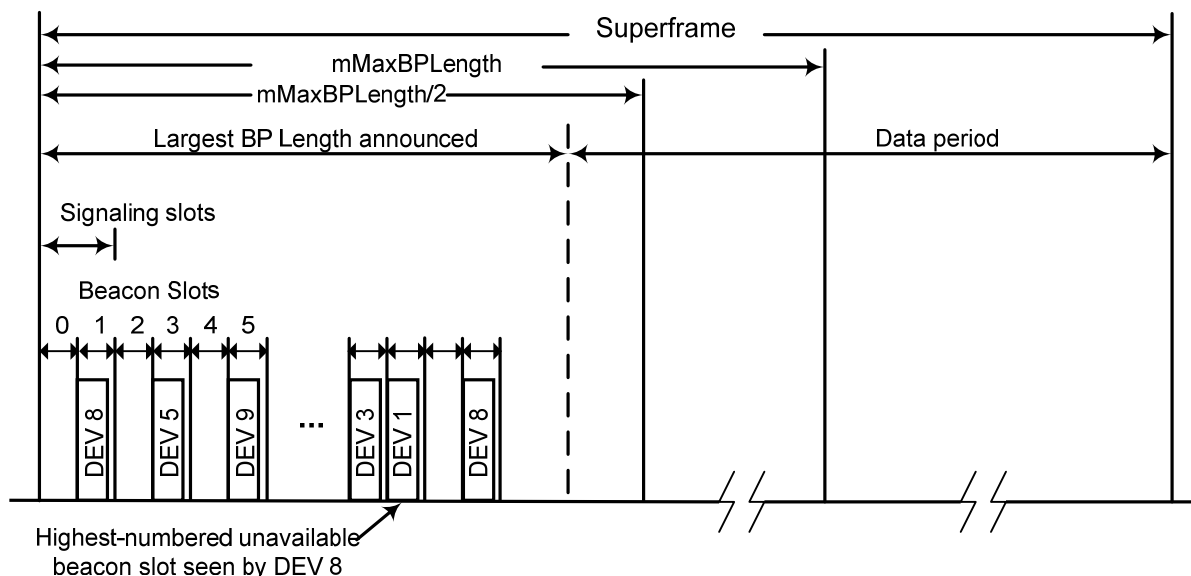 Superframe
mMaxBPLength
mMaxBPLength/2
Largest BP Length announced
Data period
Signaling slots
Beacon Slots
0 1 2 3 4 5
DEV 8
DEV 5
DEV 9
...
DEV 3
DEV 1
DEV 8
Highest-numbered unavailable
beacon slot seen by DEV 8